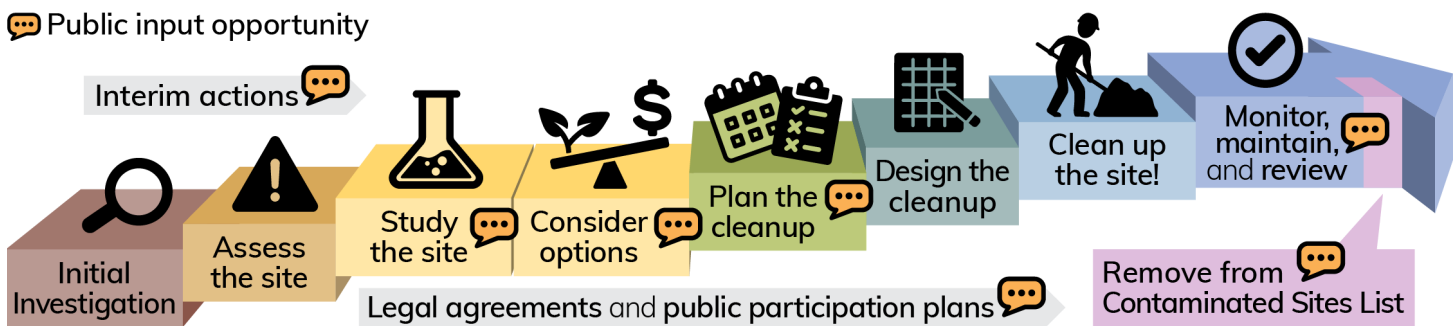 Public input opportunity
Interim actions
Initial
Investigation
Assess
the site
Study
the site
Consider
options
Plan the
cleanup
Design the
cleanup
Clean up
the site!
Monitor,
maintain,
and review
Legal agreements and public participation plans
Remove from
Contaminated Sites List